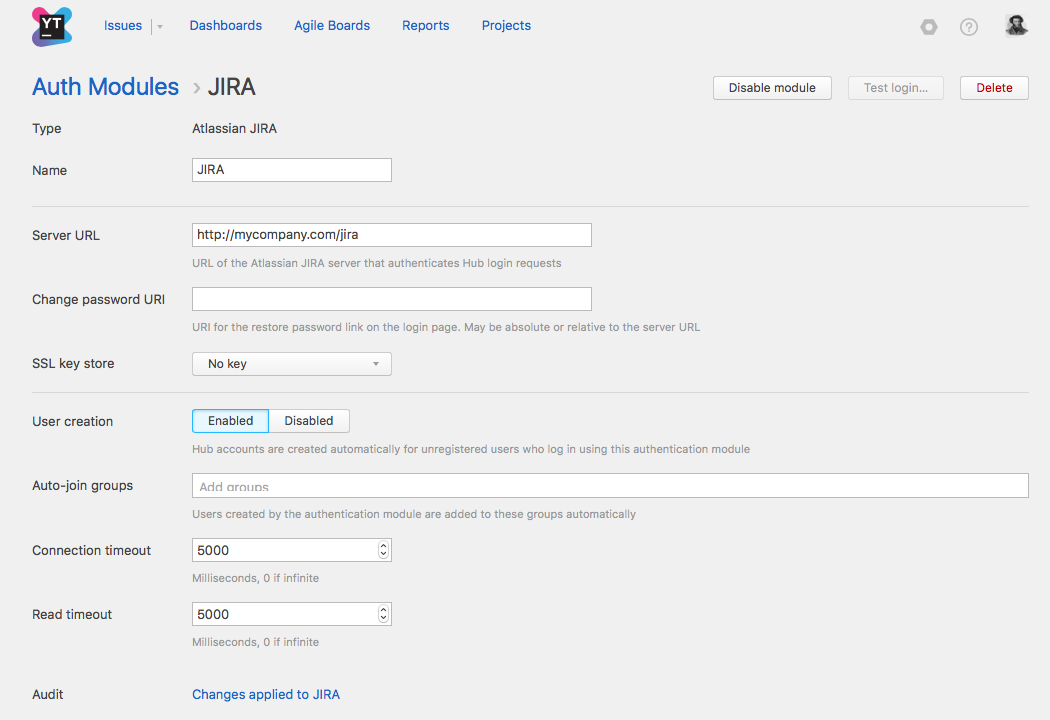 YT Issues Dashboards Agile Boards Reports Projects
Auth Modules › JIRA Disable module Test login... Delete
Type Atlassian JIRA
Name JIRA
Server URL http://mycompany.com/jira
URL of the Atlassian JIRA server that authenticates Hub login requests
Change password URI
URI for the restore password link on the login page. May be absolute or relative to the server URL
SSL key store No key
User creation Enabled Disabled
Hub accounts are created automatically for unregistered users who log in using this authentication module
Auto-join groups Add groups
Users created by the authentication module are added to these groups automatically
Connection timeout 5000
Milliseconds, 0 if infinite
Read timeout 5000
Milliseconds, 0 if infinite
Audit Changes applied to JIRA